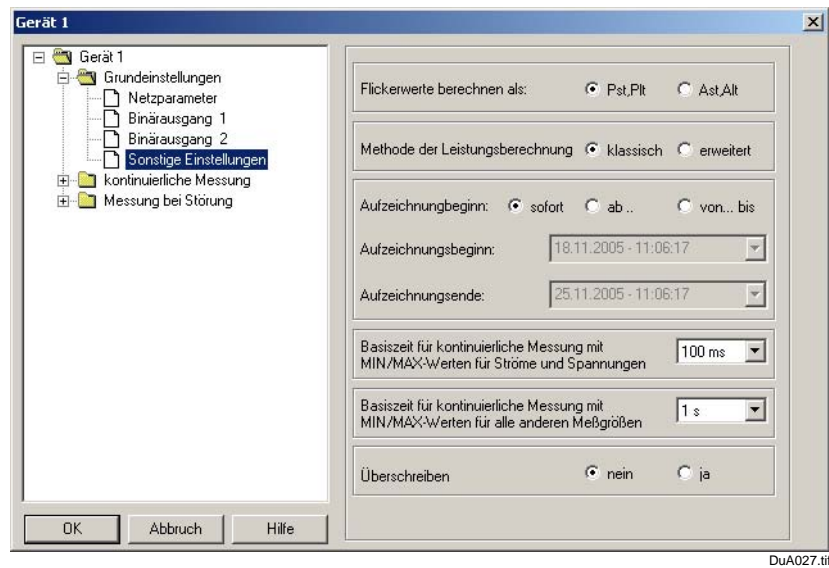 Gerät 1
Gerät 1
Grundeinstellungen
Netzparameter
Binärausgang 1
Binärausgang 2
Sonstige Einstellungen
kontinuierliche Messung
Messung bei Störung
OK
Abbruch
Hilfe
Flickerwerte berechnen als: Pst,Plt Ast,Alt
Methode der Leistungsberechnung klassisch erweitert
Aufzeichnungbeginn: sofort ab .. von... bis
Aufzeichnungsbeginn: 18.11.2005 - 11:06:17
Aufzeichnungsende: 25.11.2005 - 11:06:17
Basiszeit für kontinuierliche Messung mit
MIN/MAX-Werten für Ströme und Spannungen 100 ms
Basiszeit für kontinuierliche Messung mit
MIN/MAX-Werten für alle anderen Meßgrößen 1 s
Überschreiben nein ja
DuA027.tif